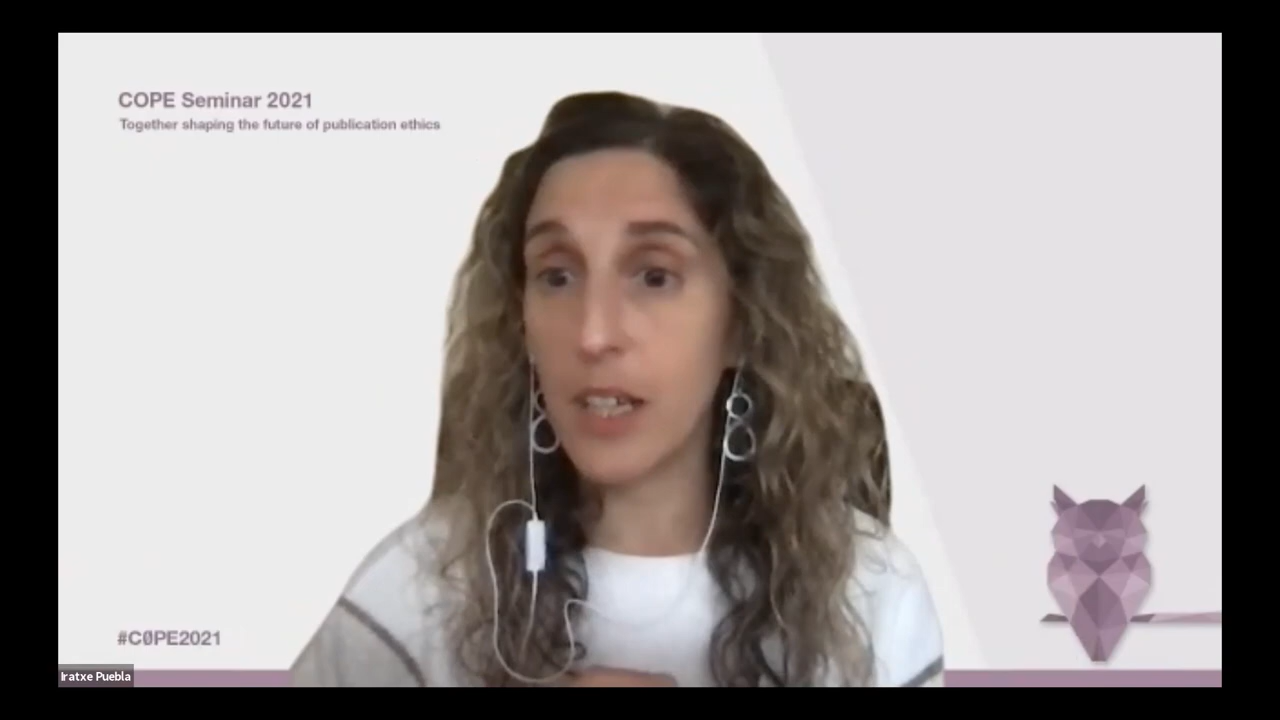 COPE Seminar 2021
Together shaping the future of publication ethics
#C0PE2021
Iratxe Puebla